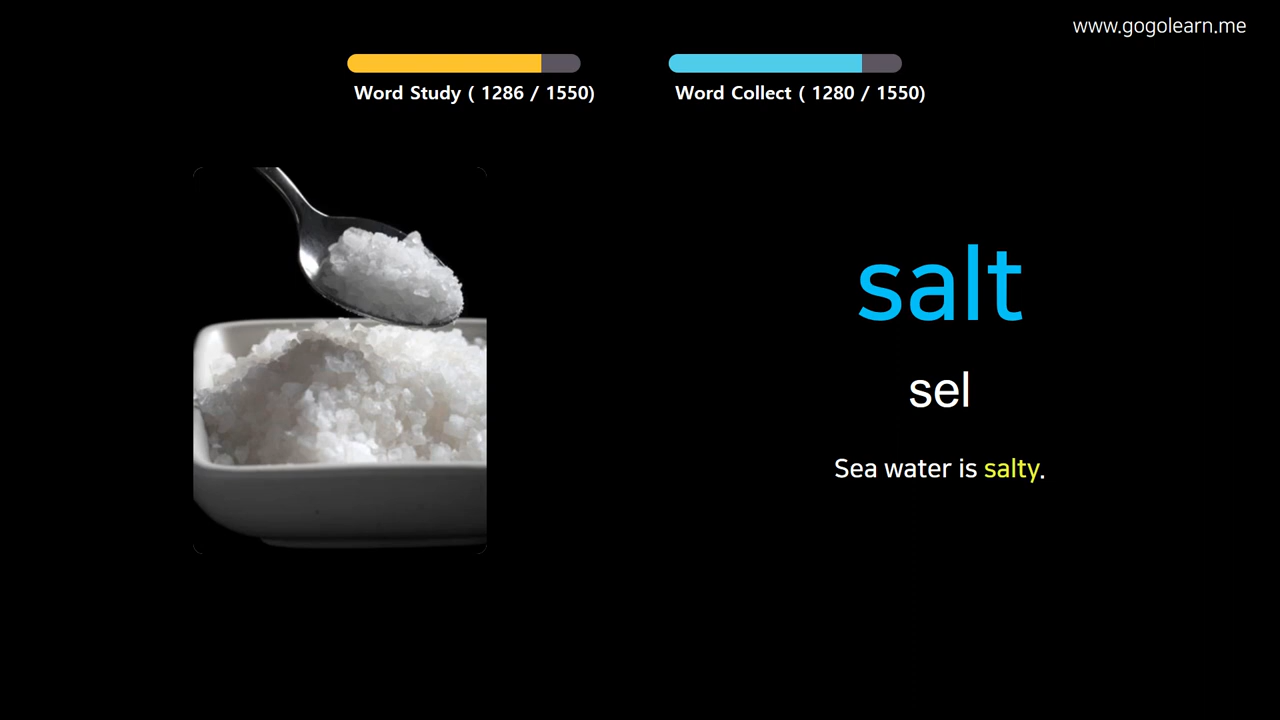 www.gogolearn.me
Word Study ( 1286 / 1550)
Word Collect ( 1280 / 1550)
salt
sel
Sea water is salty.